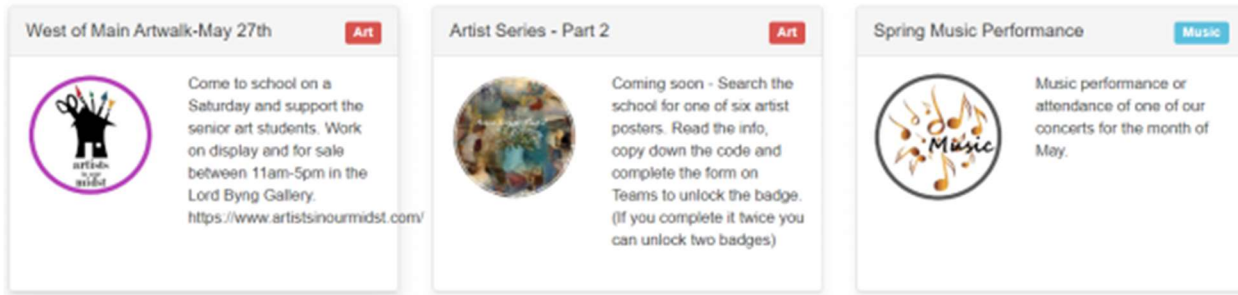 West of Main Artwalk-May 27th
Art
artists
in our
midst
Come to school on a
Saturday and support the
senior art students. Work
on display and for sale
between 11am-5pm in the
Lord Byng Gallery.
https://www.artistsinourmidst.com/
Artist Series - Part 2
Art
Coming soon - Search the
school for one of six artist
posters. Read the info,
copy down the code and
complete the form on
Teams to unlock the badge.
(If you complete it twice you
can unlock two badges)
Spring Music Performance
Music
Music
Music performance or
attendance of one of our
concerts for the month of
May.